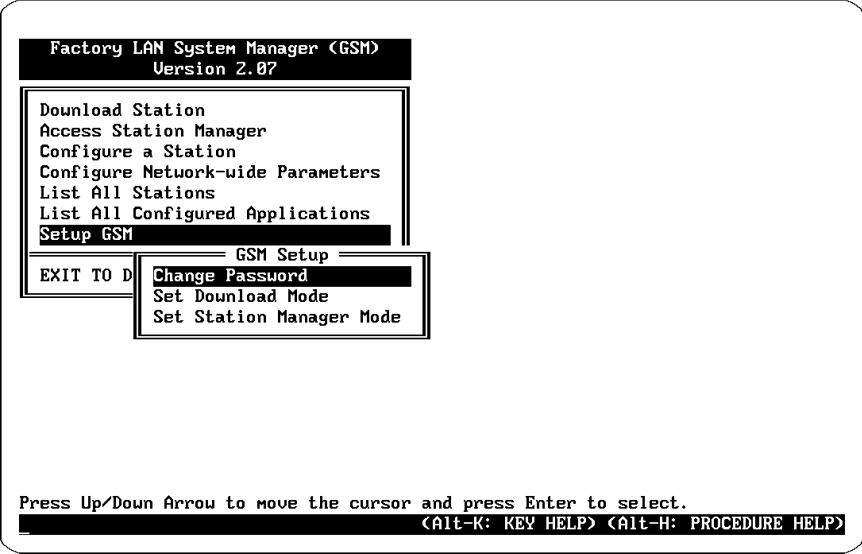 Factory LAN System Manager (GSM)
Version 2.07
Download Station
Access Station Manager
Configure a Station
Configure Network-wide Parameters
List All Stations
List All Configured Applications
Setup GSM
GSM Setup
EXIT TO D
Change Password
Set Download Mode
Set Station Manager Mode
Press Up/Down Arrow to move the cursor and press Enter to select.
(Alt-K: KEY HELP) (Alt-H: PROCEDURE HELP)